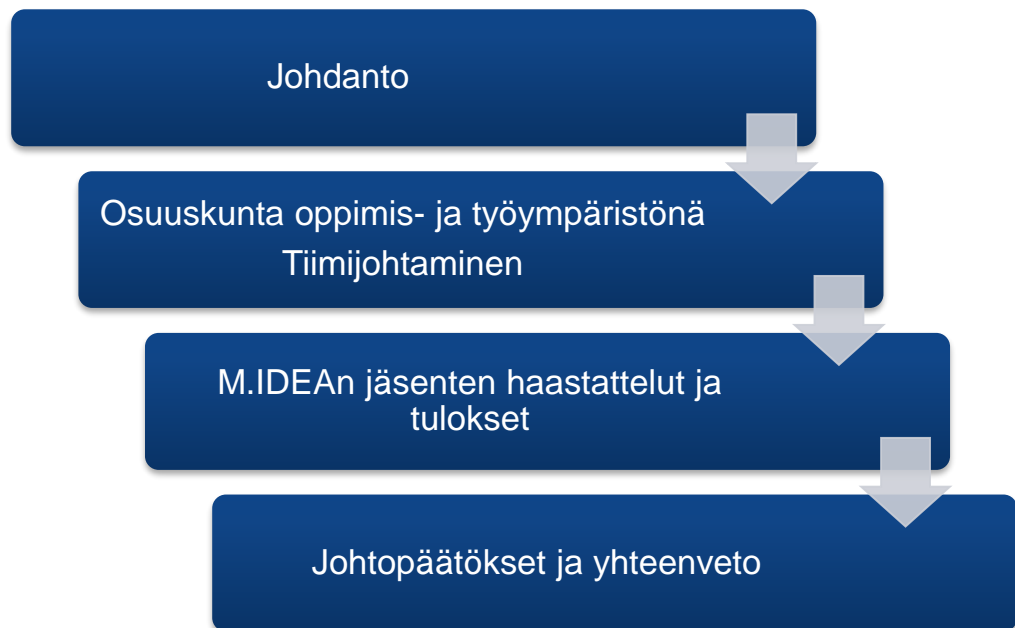 Johdanto
Osuuskunta oppimis- ja työympäristönä
Tiimijohtaminen
M.IDEAn jäsenten haastattelut ja
tulokset
Johtopäätökset ja yhteenveto